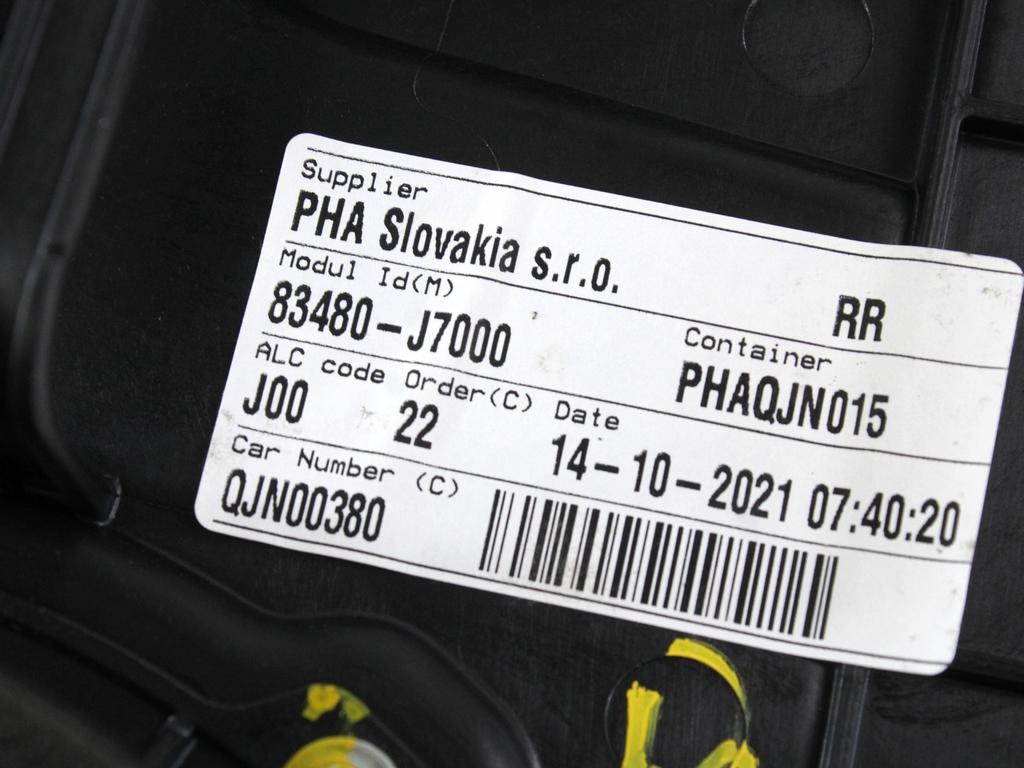 Supplier
PHA Slovakia s.r.o.
RR
Modul Id(M)
Container
83480-J7000
PHAQJN015
ALC code Order(C) Date
J00 22 14-10-2021 07:40:20
Car Number (C)
QJN00380